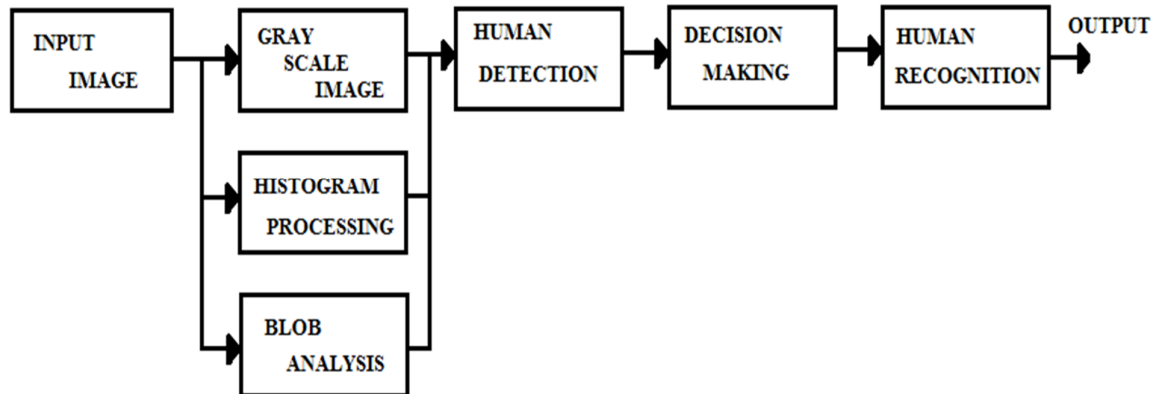 INPUT
IMAGE
GRAY
SCALE
IMAGE
HUMAN
DETECTION
DECISION
MAKING
HUMAN
RECOGNITION
OUTPUT
HISTOGRAM
PROCESSING
BLOB
ANALYSIS